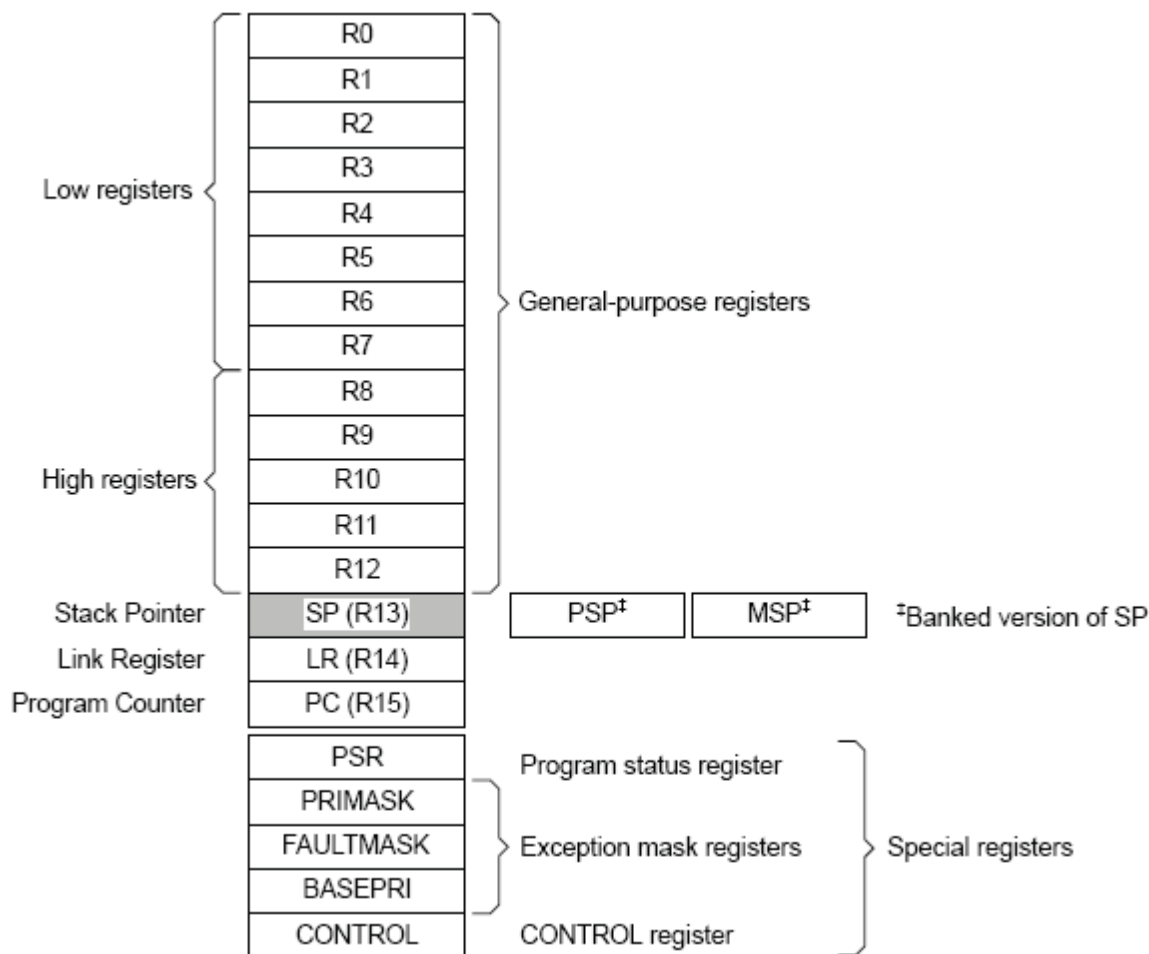 R0
R1
R2
R3
Low registers
R4
R5
R6
General-purpose registers
R7
R8
R9
High registers
R10
R11
R12
Stack Pointer SP (R13) PSP‡ MSP‡ ‡Banked version of SP
Link Register LR (R14)
Program Counter PC (R15)
PSR Program status register
PRIMASK
FAULTMASK Exception mask registers Special registers
BASEPRI
CONTROL CONTROL register